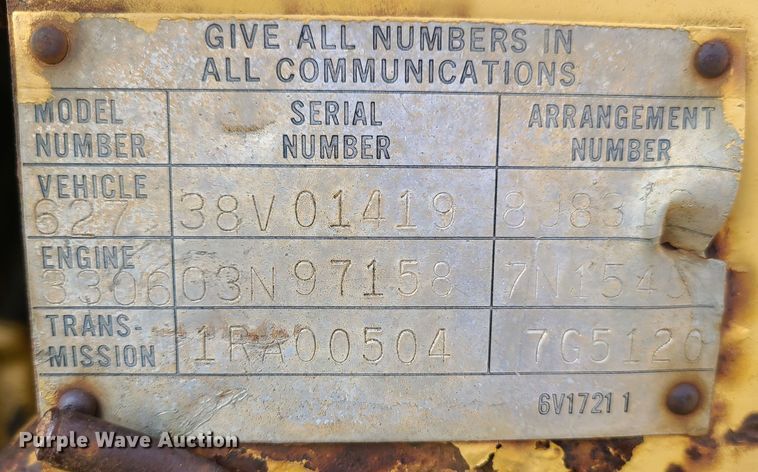 GIVE ALL NUMBERS IN
ALL COMMUNICATIONS
MODEL NUMBER SERIAL NUMBER ARRANGEMENT NUMBER
VEHICLE
627 38V01419
ENGINE
3306 03N97158
TRANS-
MISSION 1RA00504 7G5120
6V1721 1
Purple Wave Auction